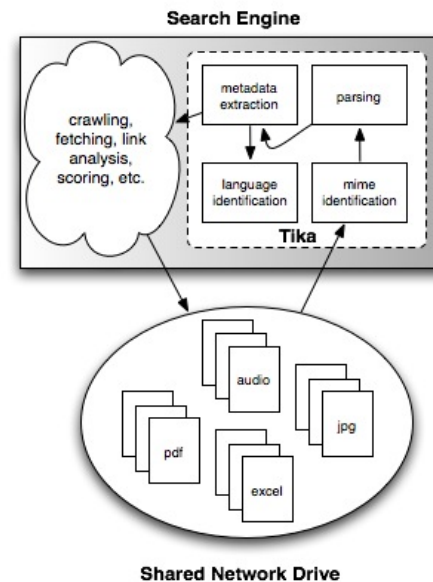 Search Engine
crawling,
fetching, link
analysis,
scoring, etc.
metadata
extraction
parsing
language
identification
mime
identification
Tika
audio
pdf
jpg
excel
Shared Network Drive